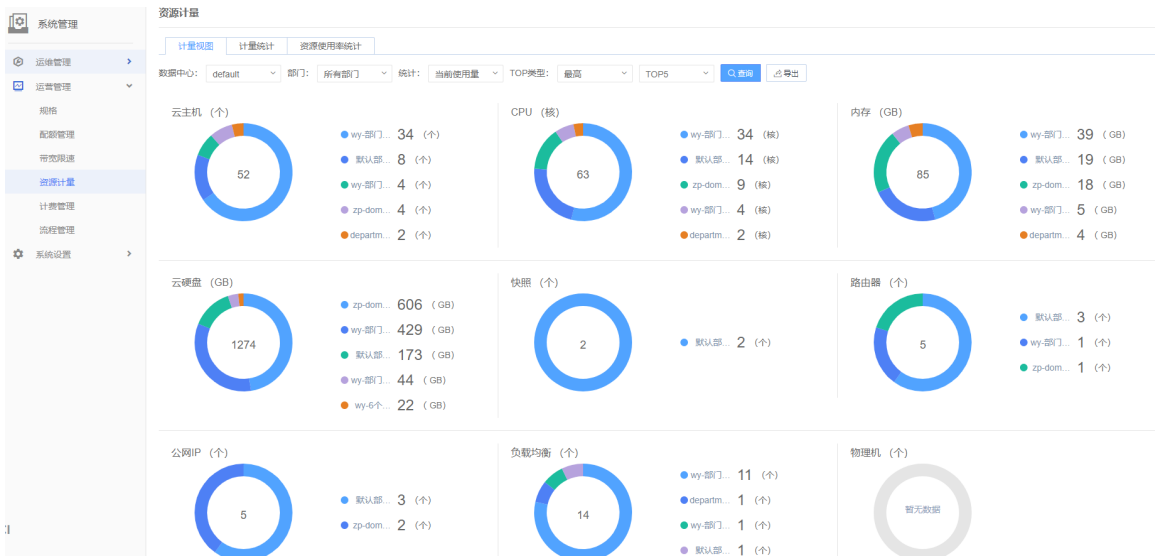 系统管理
运维管理
运营管理
规格
配额管理
带宽限速
资源计量
计费管理
流程管理
系统设置
资源计量
计量视图 计量统计 资源使用率统计
数据中心: default 部门: 所有部门 统计: 当前使用量 TOP类型: 最高 TOP5 查询 导出
云主机 (个)
52
wy-部门... 34 (个)
默认部... 8 (个)
wy-部门... 4 (个)
zp-dom... 4 (个)
departm... 2 (个)
CPU (核)
63
wy-部门... 34 (核)
默认部... 14 (核)
zp-dom... 9 (核)
wy-部门... 4 (核)
departm... 2 (核)
内存 (GB)
85
wy-部门... 39 (GB)
默认部... 19 (GB)
zp-dom... 18 (GB)
wy-部门... 5 (GB)
departm... 4 (GB)
云硬盘 (GB)
1274
zp-dom... 606 (GB)
wy-部门... 429 (GB)
默认部... 173 (GB)
wy-部门... 44 (GB)
wy-6个... 22 (GB)
快照 (个)
2
默认部... 2 (个)
路由器 (个)
5
默认部... 3 (个)
wy-部门... 1 (个)
zp-dom... 1 (个)
公网IP (个)
5
默认部... 3 (个)
zp-dom... 2 (个)
负载均衡 (个)
14
wy-部门... 11 (个)
departm... 1 (个)
wy-部门... 1 (个)
默认部... 1 (个)
物理机 (个)
暂无数据